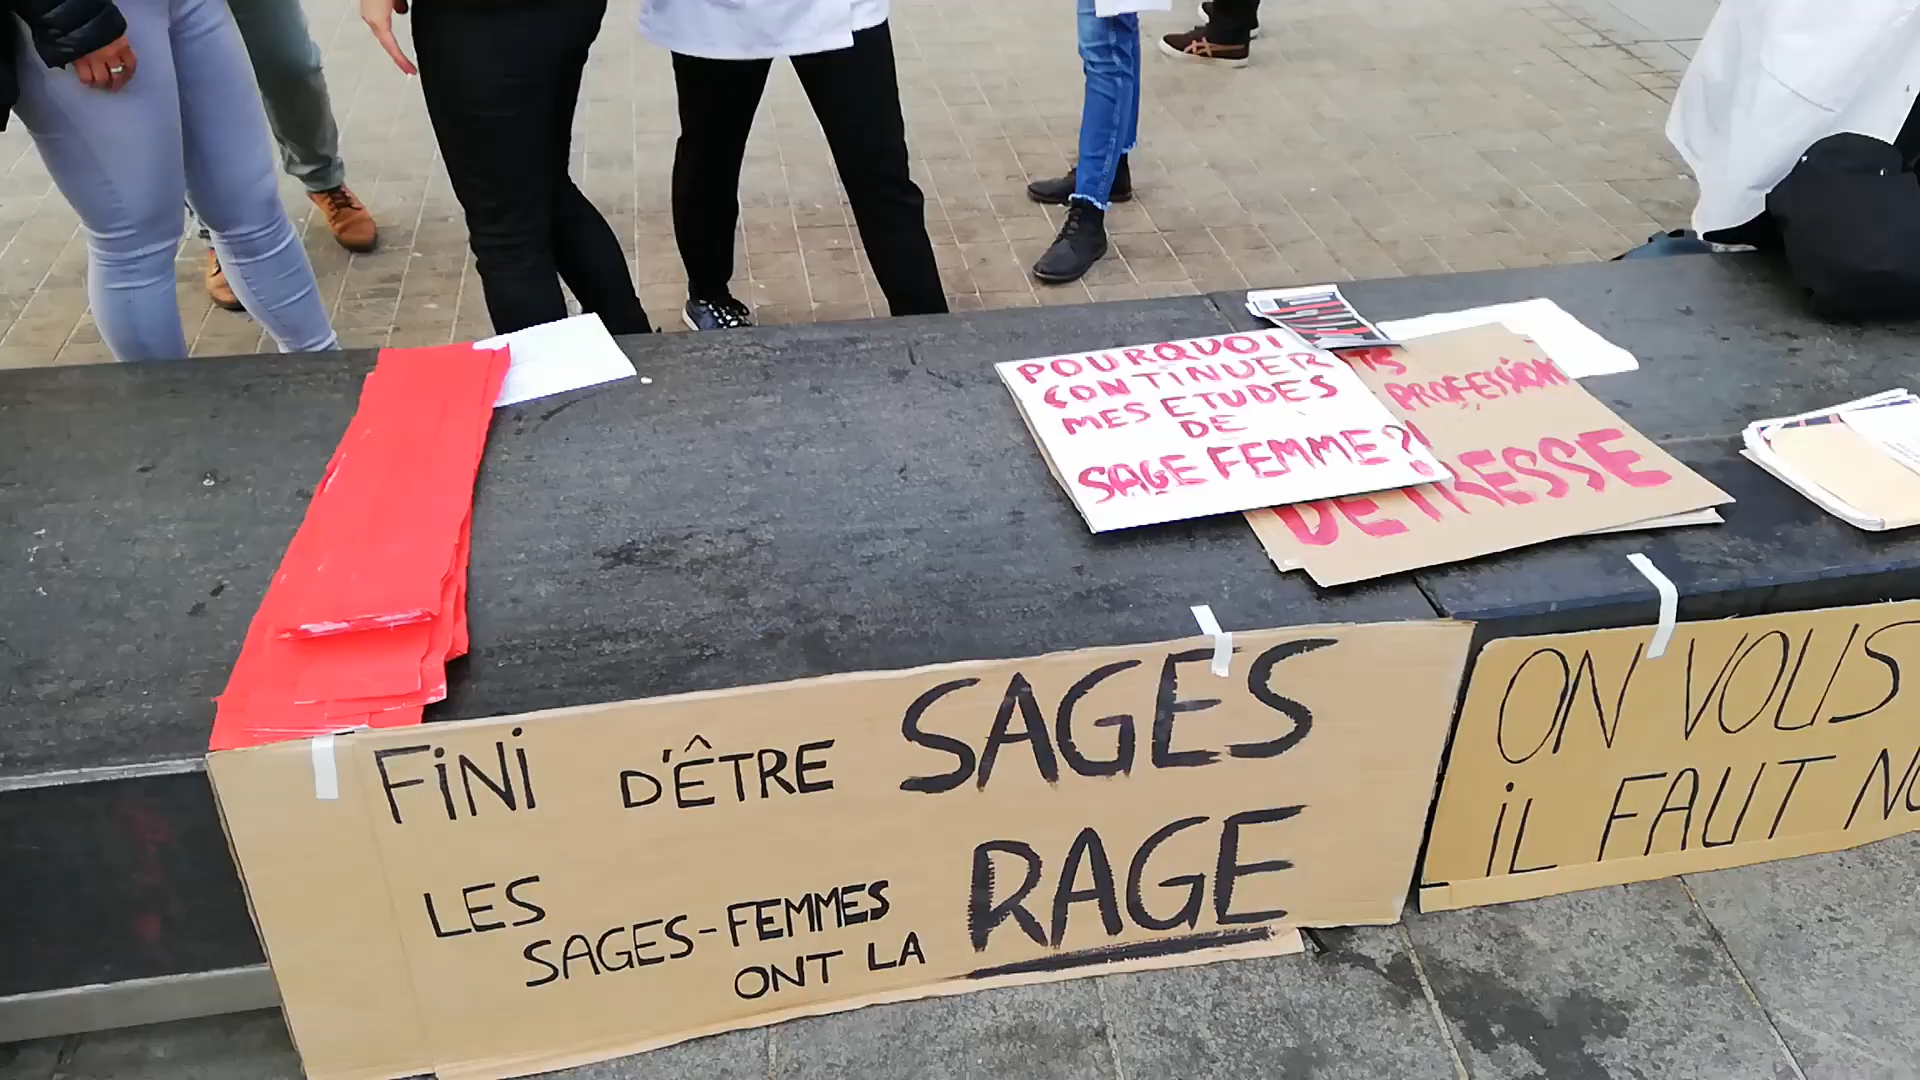 POURQUOI
CONTINUER
MES ETUDES
DE
SAGE FEMME?!
TS
PROFESSION
DETRESSE
FiNi D'ÊTRE SAGES
LES
SAGES-FEMMES
ONT LA RAGE
ON VOUS
iL FAUT